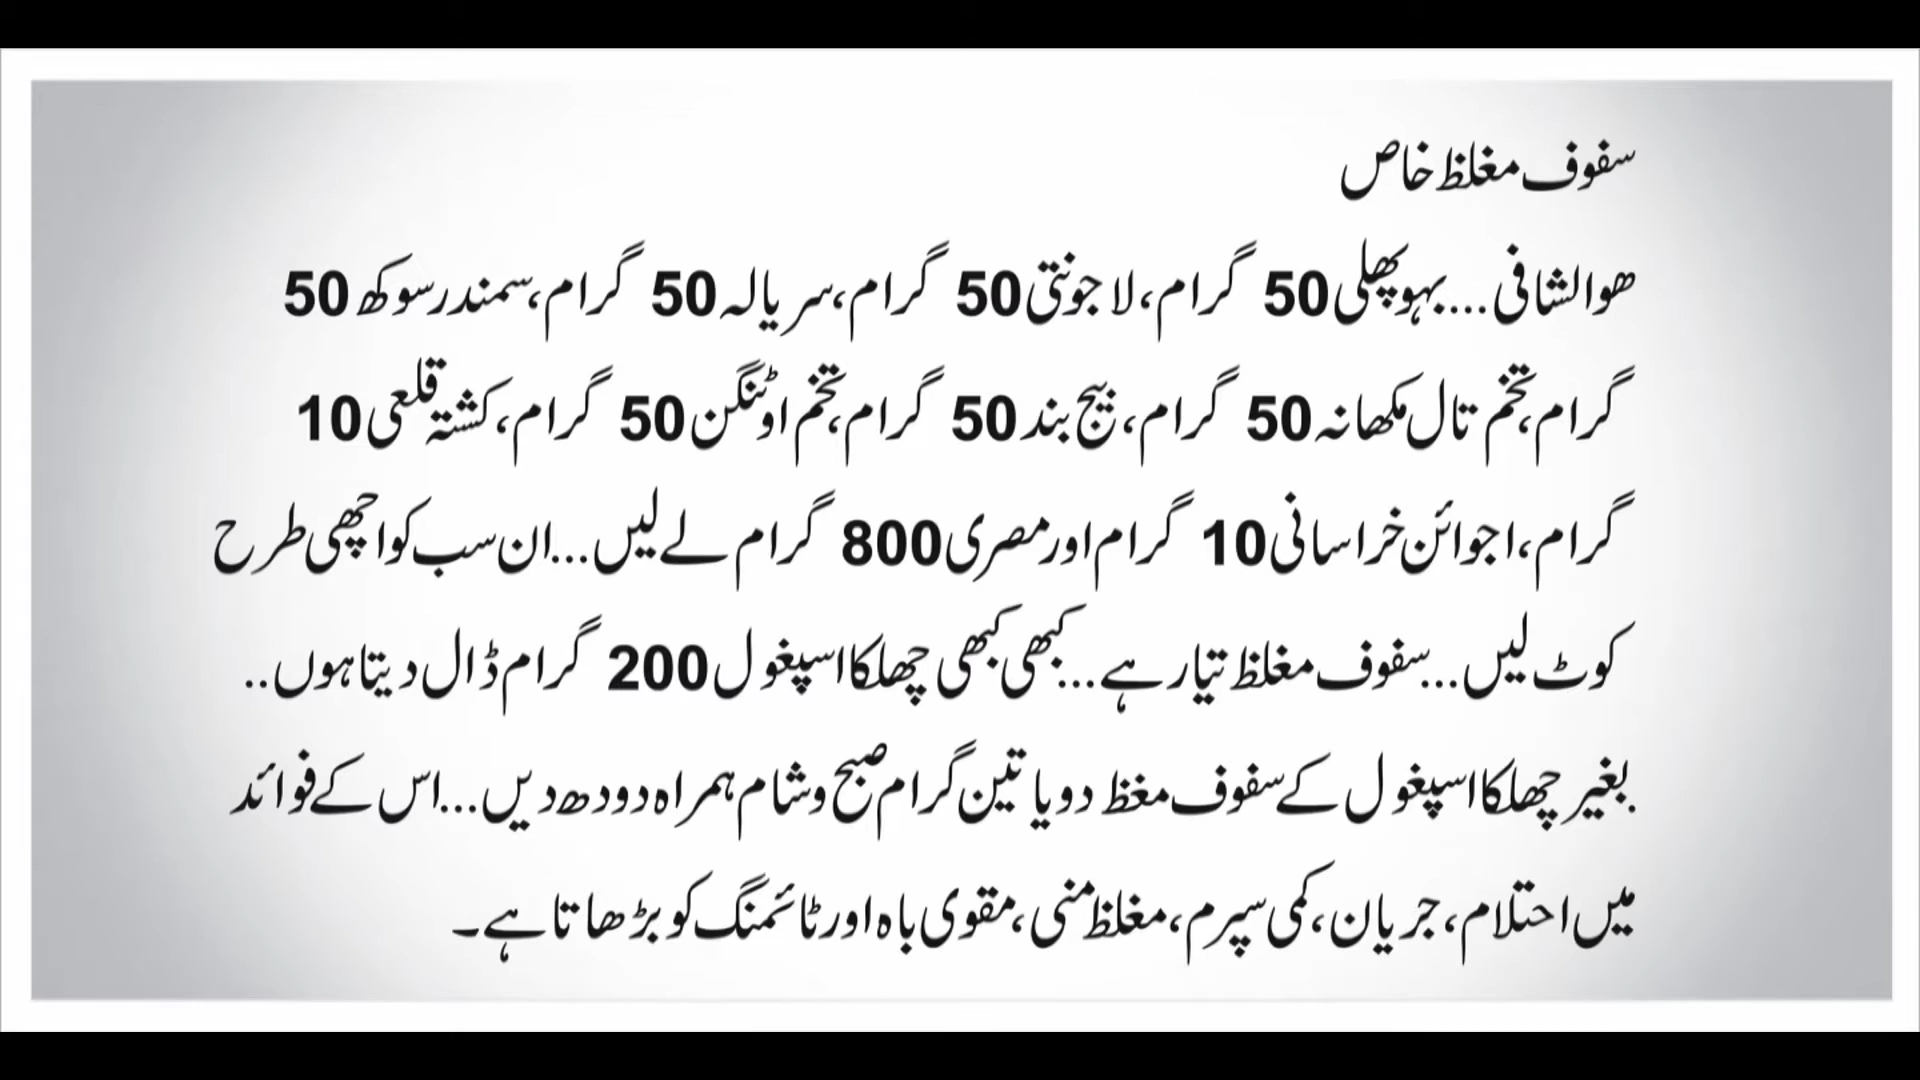 سفوف مغلظ خاص
ھوالشافی...بہوپھلی 50 گرام،لاجونتی 50 گرام،سریالہ 50 گرام،سمندرسوکھ 50
گرام،تخم تال مکھانہ 50 گرام،بیج بند 50 گرام،تخم اوٹنگن 50 گرام،کشتہ قلعی 10
گرام،اجوائن خراسانی 10 گرام اور مصری 800 گرام لے لیں...ان سب کو اچھی طرح
کوٹ لیں...سفوف مغلظ تیار ہے...کبھی کبھی چھلکا اسپغول 200 گرام ڈال دیتا ہوں..
.بغیر چھلکا اسپغول کے سفوف مغظ دو یا تین گرام صبح و شام ہمراہ دودھ دیں...اس کے فوائد
میں احتلام،جریان،کمی سپرم،مغلظ منی،مقوی باہ اور ٹائمنگ کو بڑھاتا ہے۔